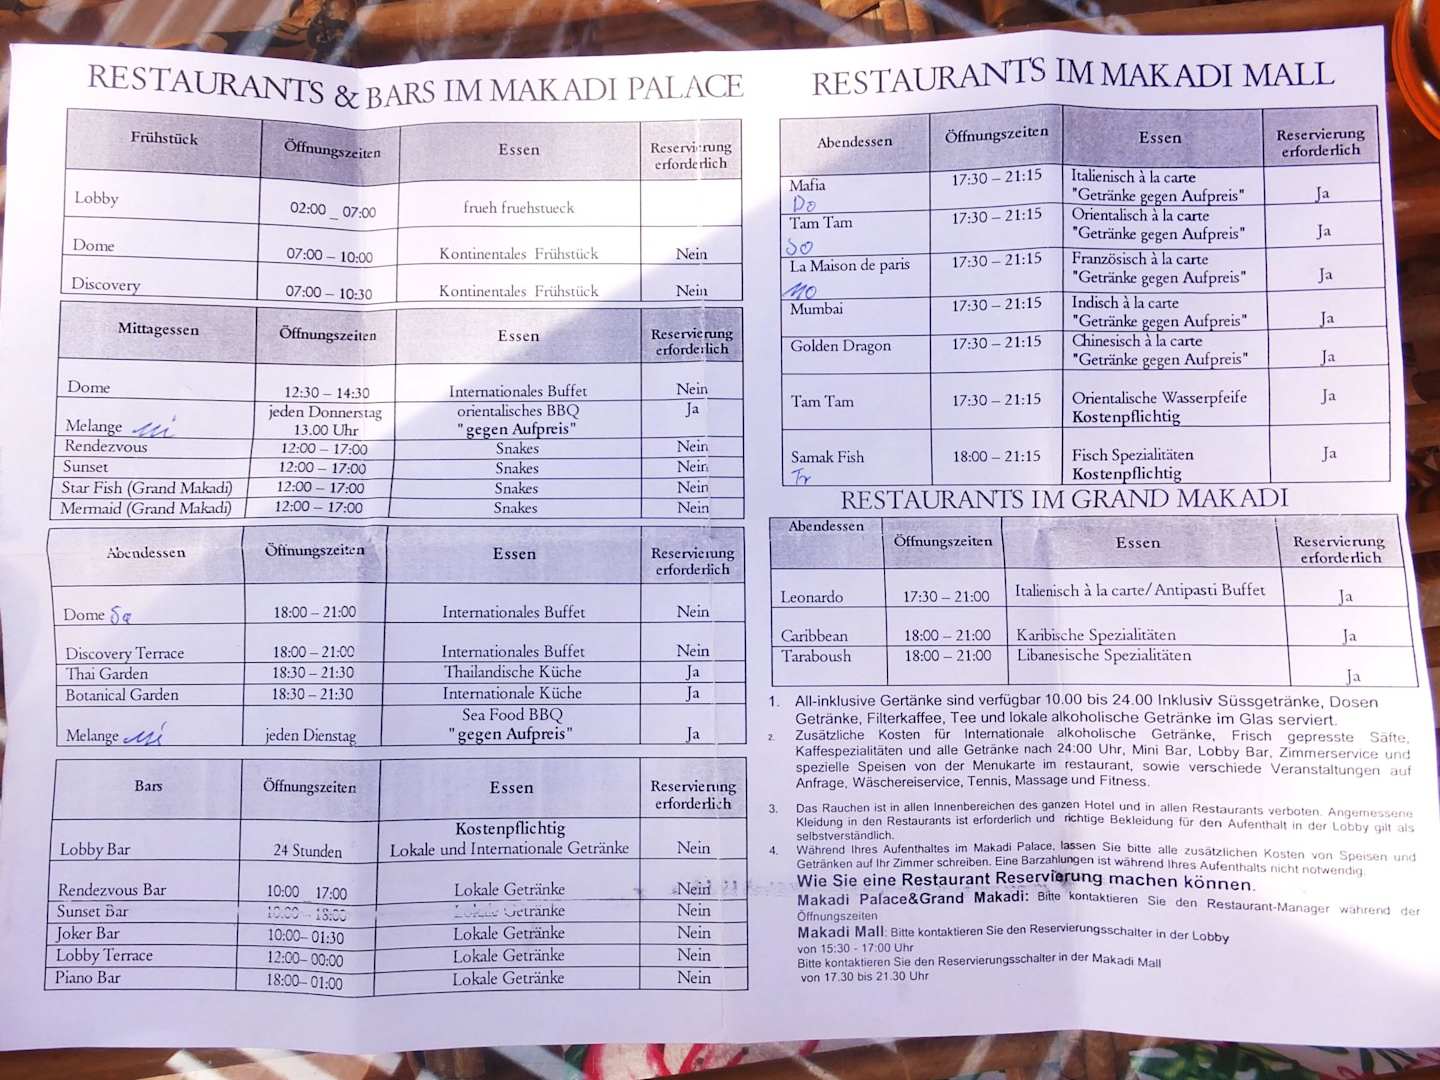 RESTAURANTS & BARS IM MAKADI PALACE
Frühstück Öffnungszeiten Essen Reservierung erforderlich
Lobby 02:00 _ 07:00 frueh fruehstueck
Dome 07:00 – 10:00 Kontinentales Frühstück Nein
Discovery 07:00 – 10:30 Kontinentales Frühstück Nein
Mittagessen Öffnungszeiten Essen Reservierung erforderlich
Dome 12:30 – 14:30 Internationales Buffet Nein
Melange Mi jeden Donnerstag 13.00 Uhr orientalisches BBQ "gegen Aufpreis" Ja
Rendezvous 12:00 – 17:00 Snakes Nein
Sunset 12:00 – 17:00 Snakes Nein
Star Fish (Grand Makadi) 12:00 – 17:00 Snakes Nein
Mermaid (Grand Makadi) 12:00 – 17:00 Snakes Nein
Abendessen Öffnungszeiten Essen Reservierung erforderlich
Dome Sa 18:00 – 21:00 Internationales Buffet Nein
Discovery Terrace 18:00 – 21:00 Internationales Buffet Nein
Thai Garden 18:30 – 21:30 Thailandische Küche Ja
Botanical Garden 18:30 – 21:30 Internationale Küche Ja
Melange Mi jeden Dienstag Sea Food BBQ "gegen Aufpreis" Ja
Bars Öffnungszeiten Essen Reservierung erforderlich
Lobby Bar 24 Stunden Kostenpflichtig Lokale und Internationale Getränke Nein
Rendezvous Bar 10:00 17:00 Lokale Getränke Nein
Sunset Bar 10:00 – 18:00 Lokale Getränke Nein
Joker Bar 10:00– 01:30 Lokale Getränke Nein
Lobby Terrace 12:00– 00:00 Lokale Getränke Nein
Piano Bar 18:00– 01:00 Lokale Getränke Nein
RESTAURANTS IM MAKADI MALL
Abendessen Öffnungszeiten Essen Reservierung erforderlich
Mafia Do 17:30 – 21:15 Italienisch à la carte "Getränke gegen Aufpreis" Ja
Tam Tam So 17:30 – 21:15 Orientalisch à la carte "Getränke gegen Aufpreis" Ja
La Maison de paris Mo 17:30 – 21:15 Französisch à la carte "Getränke gegen Aufpreis" Ja
Mumbai 17:30 – 21:15 Indisch à la carte "Getränke gegen Aufpreis" Ja
Golden Dragon 17:30 – 21:15 Chinesisch à la carte "Getränke gegen Aufpreis" Ja
Tam Tam 17:30 – 21:15 Orientalische Wasserpfeife Kostenpflichtig Ja
Samak Fish Fr 18:00 – 21:15 Fisch Spezialitäten Kostenpflichtig Ja
RESTAURANTS IM GRAND MAKADI
Abendessen Öffnungszeiten Essen Reservierung erforderlich
Leonardo 17:30 – 21:00 Italienisch à la carte/ Antipasti Buffet Ja
Caribbean 18:00 – 21:00 Karibische Spezialitäten Ja
Taraboush 18:00 – 21:00 Libanesische Spezialitäten Ja
1. All-inklusive Gertänke sind verfügbar 10.00 bis 24.00 Inklusiv Süssgetränke, Dosen
Getränke, Filterkaffee, Tee und lokale alkoholische Getränke im Glas serviert.
2. Zusätzliche Kosten für Internationale alkoholische Getränke, Frisch gepresste Säfte,
Kaffespezialitäten und alle Getränke nach 24:00 Uhr, Mini Bar, Lobby Bar, Zimmerservice und
spezielle Speisen von der Menukarte im restaurant, sowie verschiede Veranstaltungen auf
Anfrage, Wäschereiservice, Tennis, Massage und Fitness.
3. Das Rauchen ist in allen Innenbereichen des ganzen Hotel und in allen Restaurants verboten. Angemessene
Kleidung in den Restaurants ist erforderlich und richtige Bekleidung für den Aufenthalt in der Lobby gilt als
selbstverständlich.
4. Während Ihres Aufenthaltes im Makadi Palace, lassen Sie bitte alle zusätzlichen Kosten von Speisen und
Getränken auf Ihr Zimmer schreiben. Eine Barzahlungen ist während Ihres Aufenthalts nicht notwendig.
Wie Sie eine Restaurant Reservierung machen können.
Makadi Palace&Grand Makadi: Bitte kontaktieren Sie den Restaurant-Manager während der
Öffnungszeiten
Makadi Mall: Bitte kontaktieren Sie den Reservierungsschalter in der Lobby
von 15:30 - 17:00 Uhr
Bitte kontaktieren Sie den Reservierungsschalter in der Makadi Mall
von 17.30 bis 21.30 Uhr